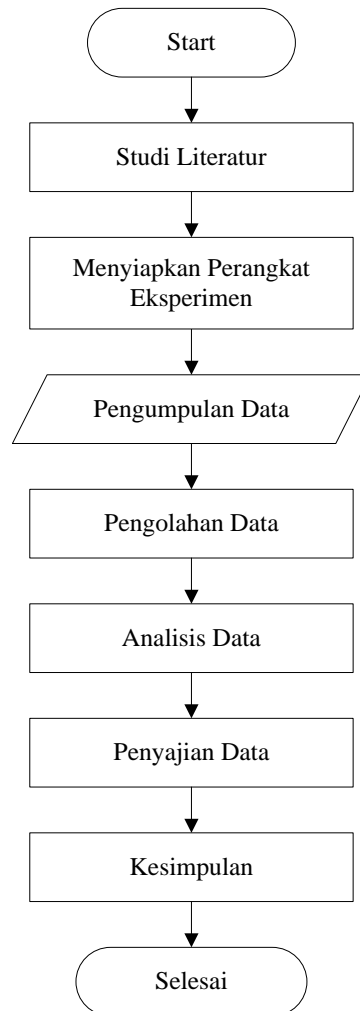 Start
Studi Literatur
Menyiapkan Perangkat
Eksperimen
Pengumpulan Data
Pengolahan Data
Analisis Data
Penyajian Data
Kesimpulan
Selesai